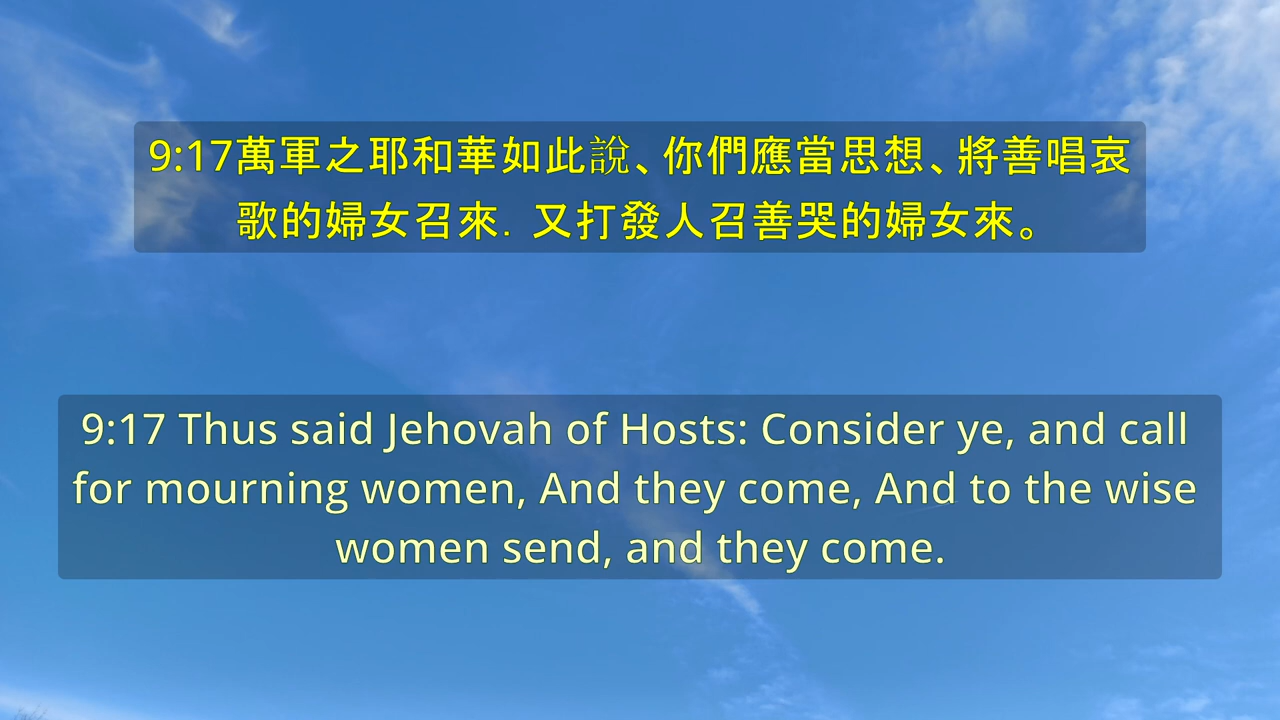 9:17萬軍之耶和華如此說、你們應當思想、將善唱哀
歌的婦女召來．又打發人召善哭的婦女來。
9:17 Thus said Jehovah of Hosts: Consider ye, and call
for mourning women, And they come, And to the wise
women send, and they come.